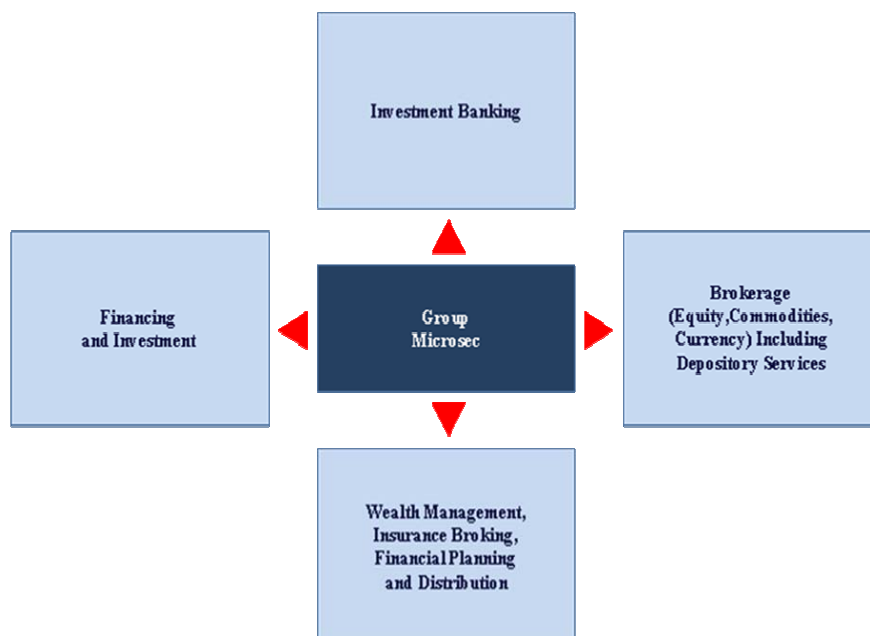 Investment Banking
Financing
and Investment
Group
Microsec
Brokerage
(Equity,Commodities,
Currency) Including
Depository Services
Wealth Management,
Insurance Broking,
Financial Planning
and Distribution